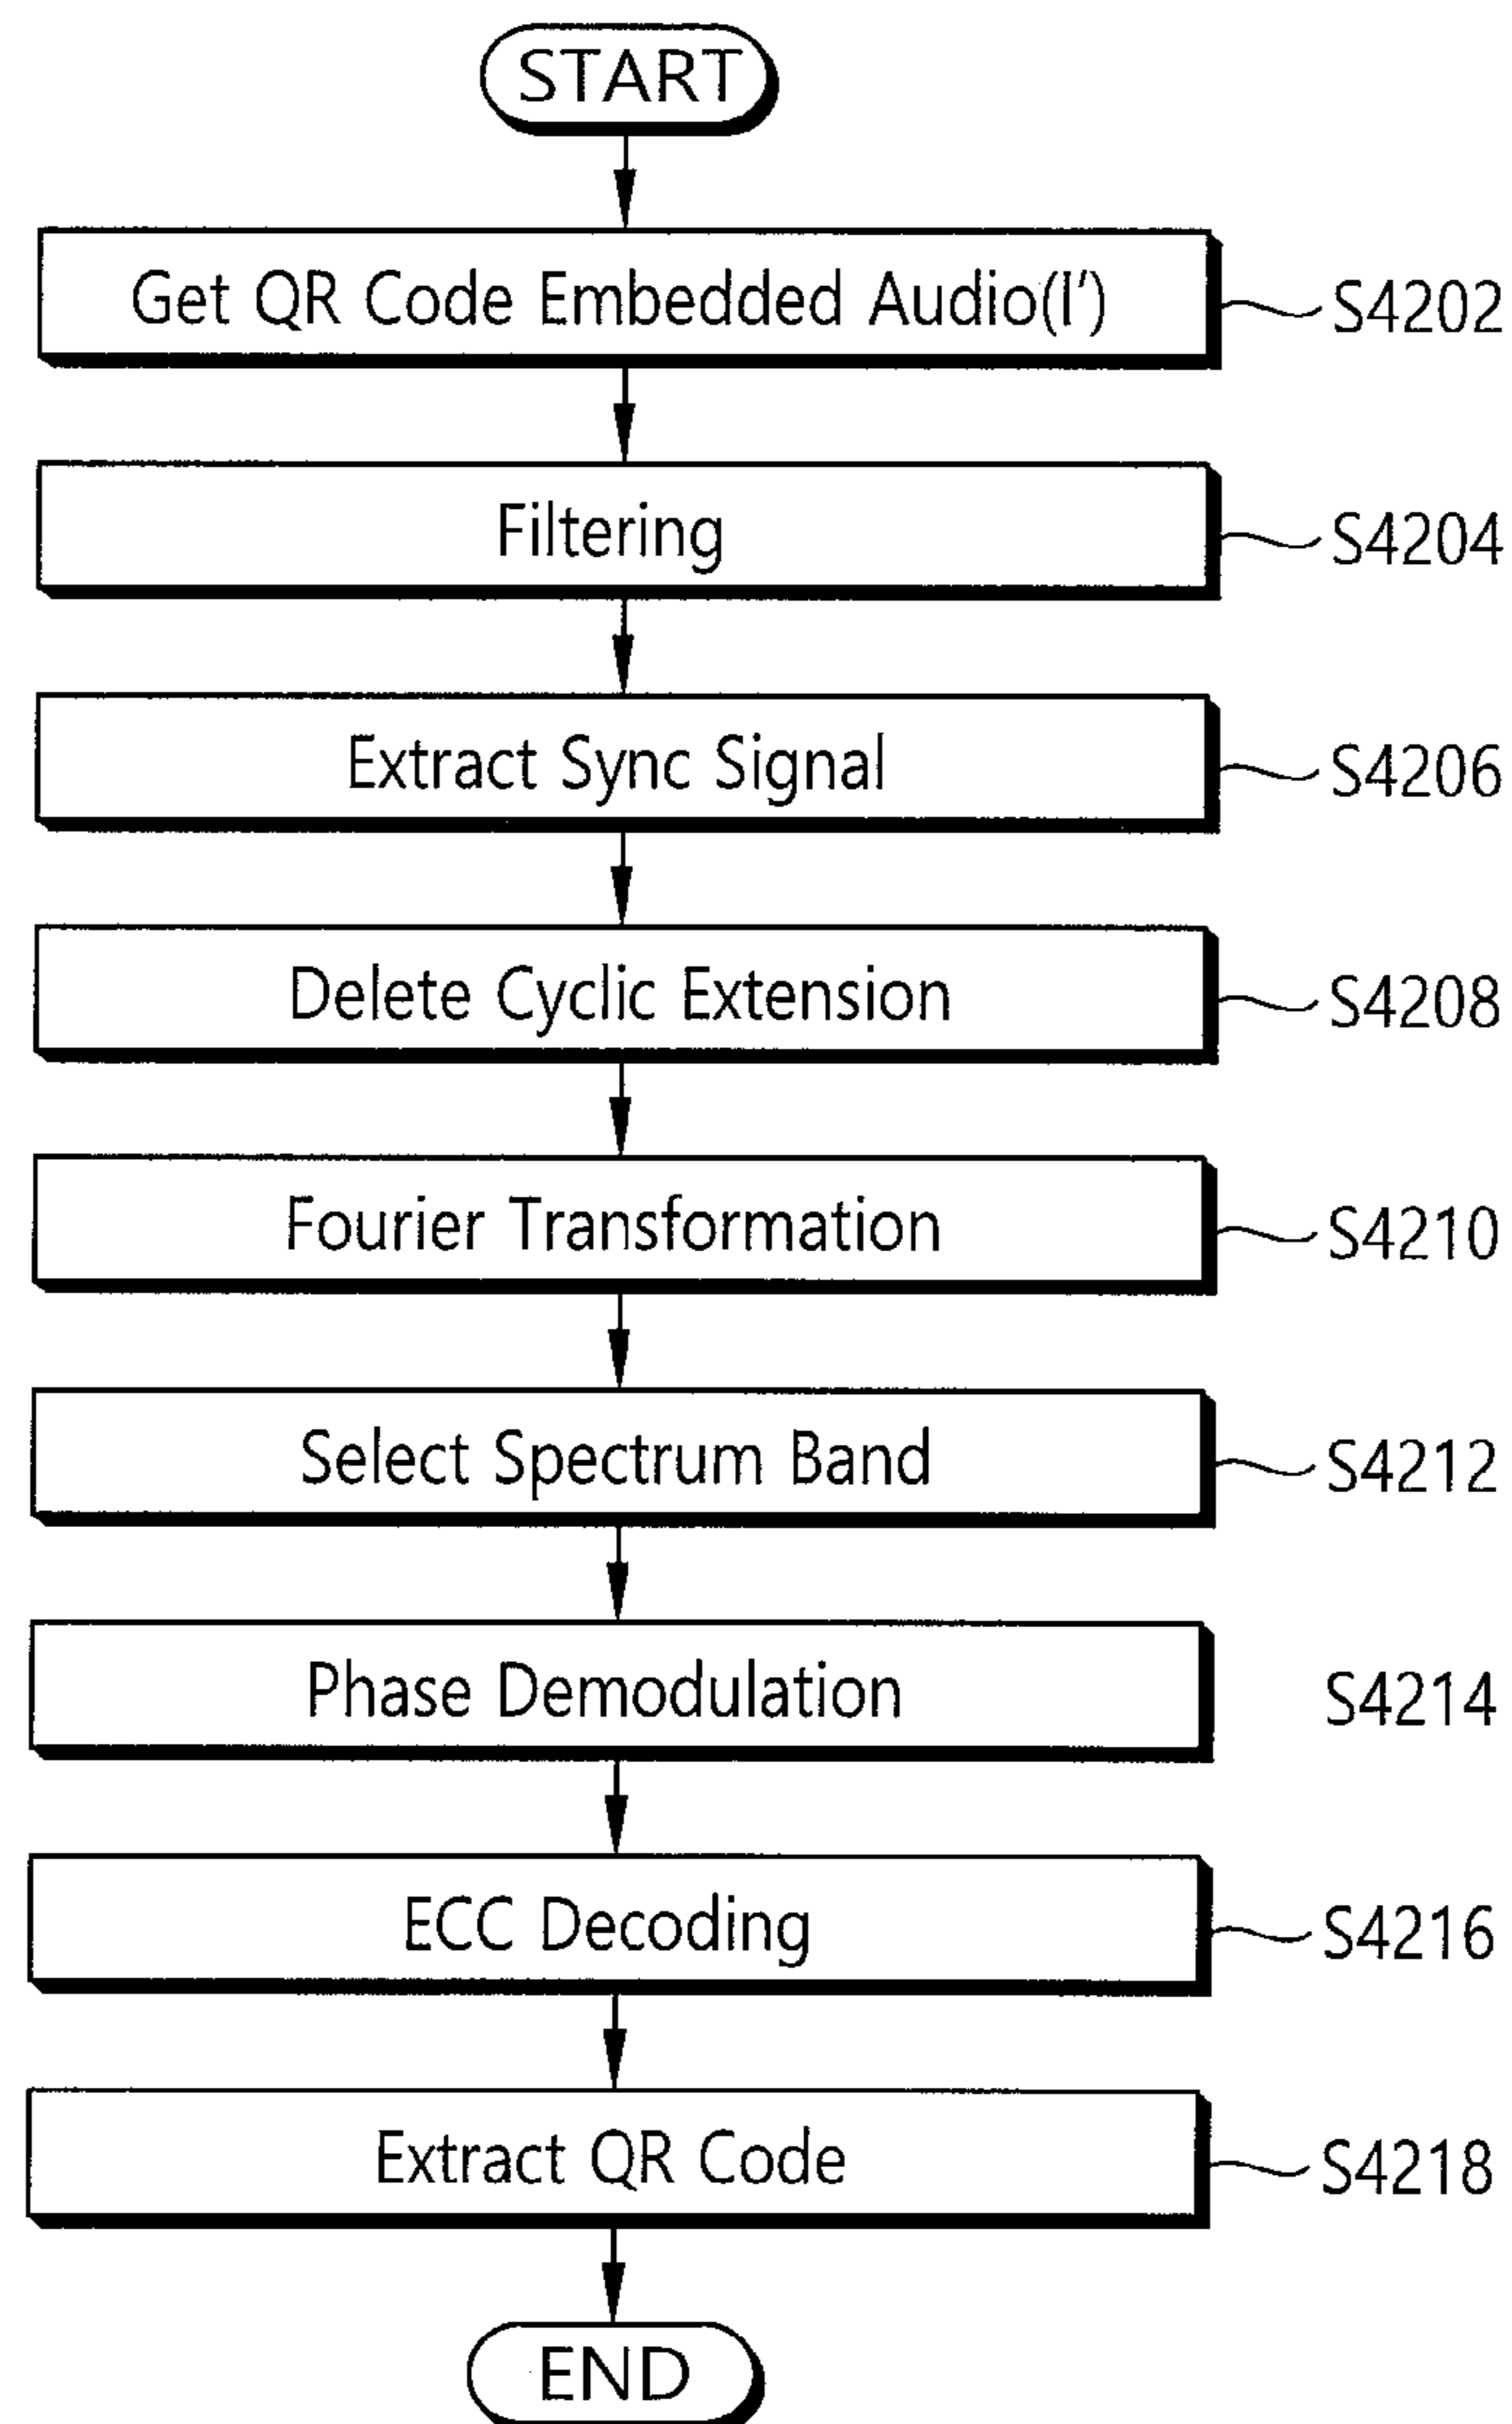 START
Get QR Code Embedded Audio(I′)
S4202
Filtering
S4204
Extract Sync Signal
S4206
Delete Cyclic Extension
S4208
Fourier Transformation
S4210
Select Spectrum Band
S4212
Phase Demodulation
S4214
ECC Decoding
S4216
Extract QR Code
S4218
END